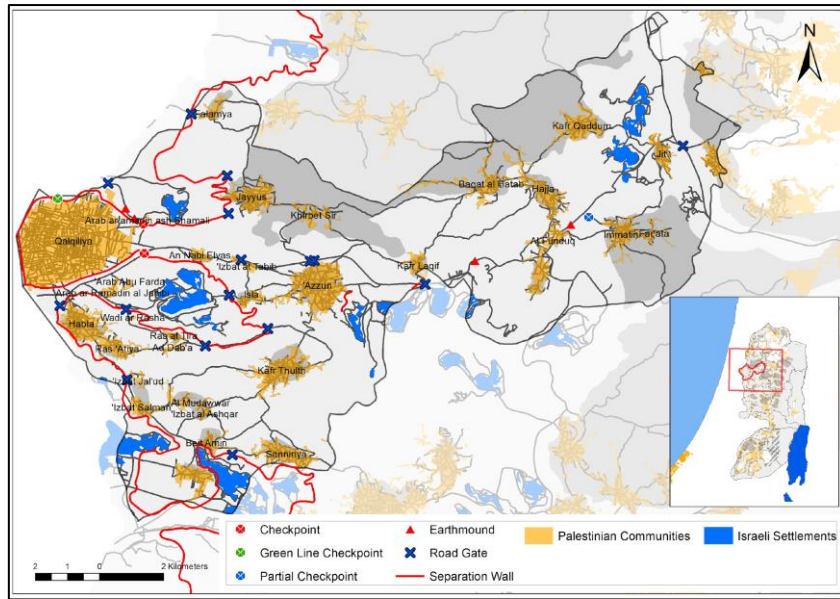 N
Falamya
Kafr Qaddum
Jit
Baqat al Hatab
Hajja
Jayyus
Khirbet Sir
Arab ar Ramadin ash Shamali
Immatin
Far'ata
Qalqiliya
Al Funduq
An Nabi Elyas
'Izbat at Tabib
Kafr Laqif
'Arab Abu Farda
Isla
'Azzun
Arab ar Ramadin al Janubi
Wadi ar Rasha
Habla
Ras at Tira
Ras 'Atiya
Ad Dab'a
Kafr Thulth
'Izbat Jal'ud
Al Mudawwar
'Izbat Salman
'Izbat al Ashqar
Beit Amin
Sanniriya
Checkpoint
Earthmound
Palestinian Communities
Israeli Settlements
Green Line Checkpoint
Road Gate
Partial Checkpoint
Separation Wall
2 1 0 2 Kilometers